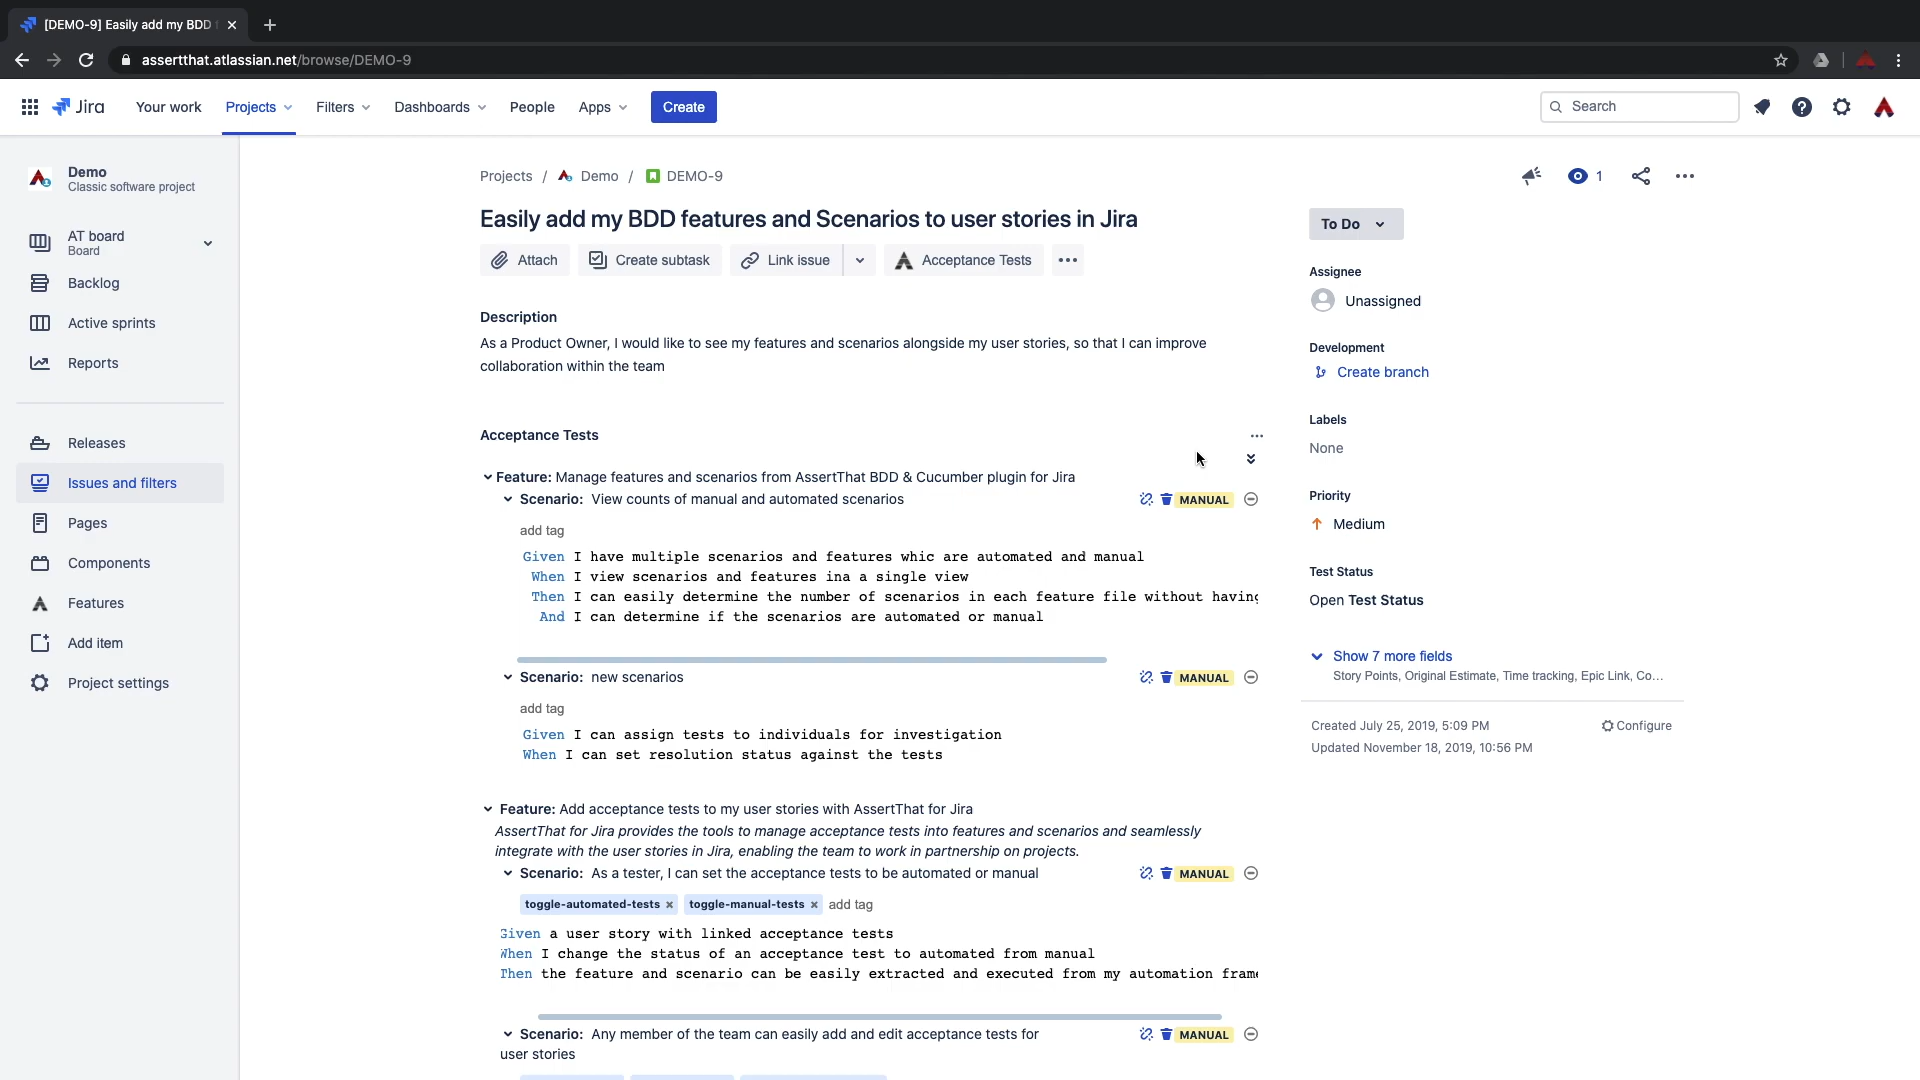 [DEMO-9] Easily add my BDD
assertthat.atlassian.net/browse/DEMO-9
Jira
Your work
Projects
Filters
Dashboards
People
Apps
Create
Search
Demo
Classic software project
AT board
Board
Backlog
Active sprints
Reports
Releases
Issues and filters
Pages
Components
Features
Add item
Project settings
Projects / Demo / DEMO-9
1
Easily add my BDD features and Scenarios to user stories in Jira
Attach
Create subtask
Link issue
Acceptance Tests
Description
As a Product Owner, I would like to see my features and scenarios alongside my user stories, so that I can improve
collaboration within the team
Acceptance Tests
Feature: Manage features and scenarios from AssertThat BDD & Cucumber plugin for Jira
Scenario: View counts of manual and automated scenarios MANUAL
add tag
Given I have multiple scenarios and features whic are automated and manual
When I view scenarios and features ina a single view
Then I can easily determine the number of scenarios in each feature file without having
And I can determine if the scenarios are automated or manual
Scenario: new scenarios MANUAL
add tag
Given I can assign tests to individuals for investigation
When I can set resolution status against the tests
Feature: Add acceptance tests to my user stories with AssertThat for Jira
AssertThat for Jira provides the tools to manage acceptance tests into features and scenarios and seamlessly
integrate with the user stories in Jira, enabling the team to work in partnership on projects.
Scenario: As a tester, I can set the acceptance tests to be automated or manual MANUAL
toggle-automated-tests × toggle-manual-tests × add tag
Given a user story with linked acceptance tests
When I change the status of an acceptance test to automated from manual
Then the feature and scenario can be easily extracted and executed from my automation frame
Scenario: Any member of the team can easily add and edit acceptance tests for MANUAL
user stories
To Do
Assignee
Unassigned
Development
Create branch
Labels
None
Priority
Medium
Test Status
Open Test Status
Show 7 more fields
Story Points, Original Estimate, Time tracking, Epic Link, Co...
Created July 25, 2019, 5:09 PM
Configure
Updated November 18, 2019, 10:56 PM